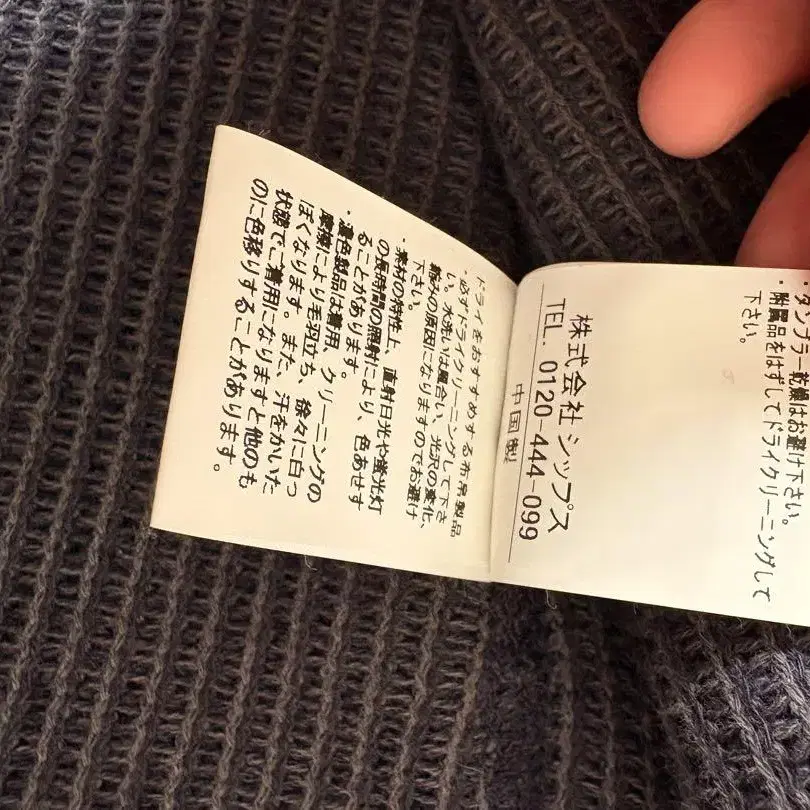 ・タンブラー乾燥はお避け下さい。
・附属品をはずしてドライクリーニングして
下さい。
株式会社シップス
TEL. 0120-444-099
中国製
ドライをおすすめする布帛製品
・必ずドライクリーニングして下さ
い。水洗いは風合い、光沢の変化、
縮みの原因になりますのでお避け
下さい。
・素材の特性上、直射日光や蛍光灯
の長時間の照射により、色あせす
ることがあります。
・濃色製品は着用、クリーニングの
摩擦により毛羽立ち、徐々に白っ
ぽくなります。また、汗をかいた
状態でご着用になりますと他のも
のに色移りすることがあります。